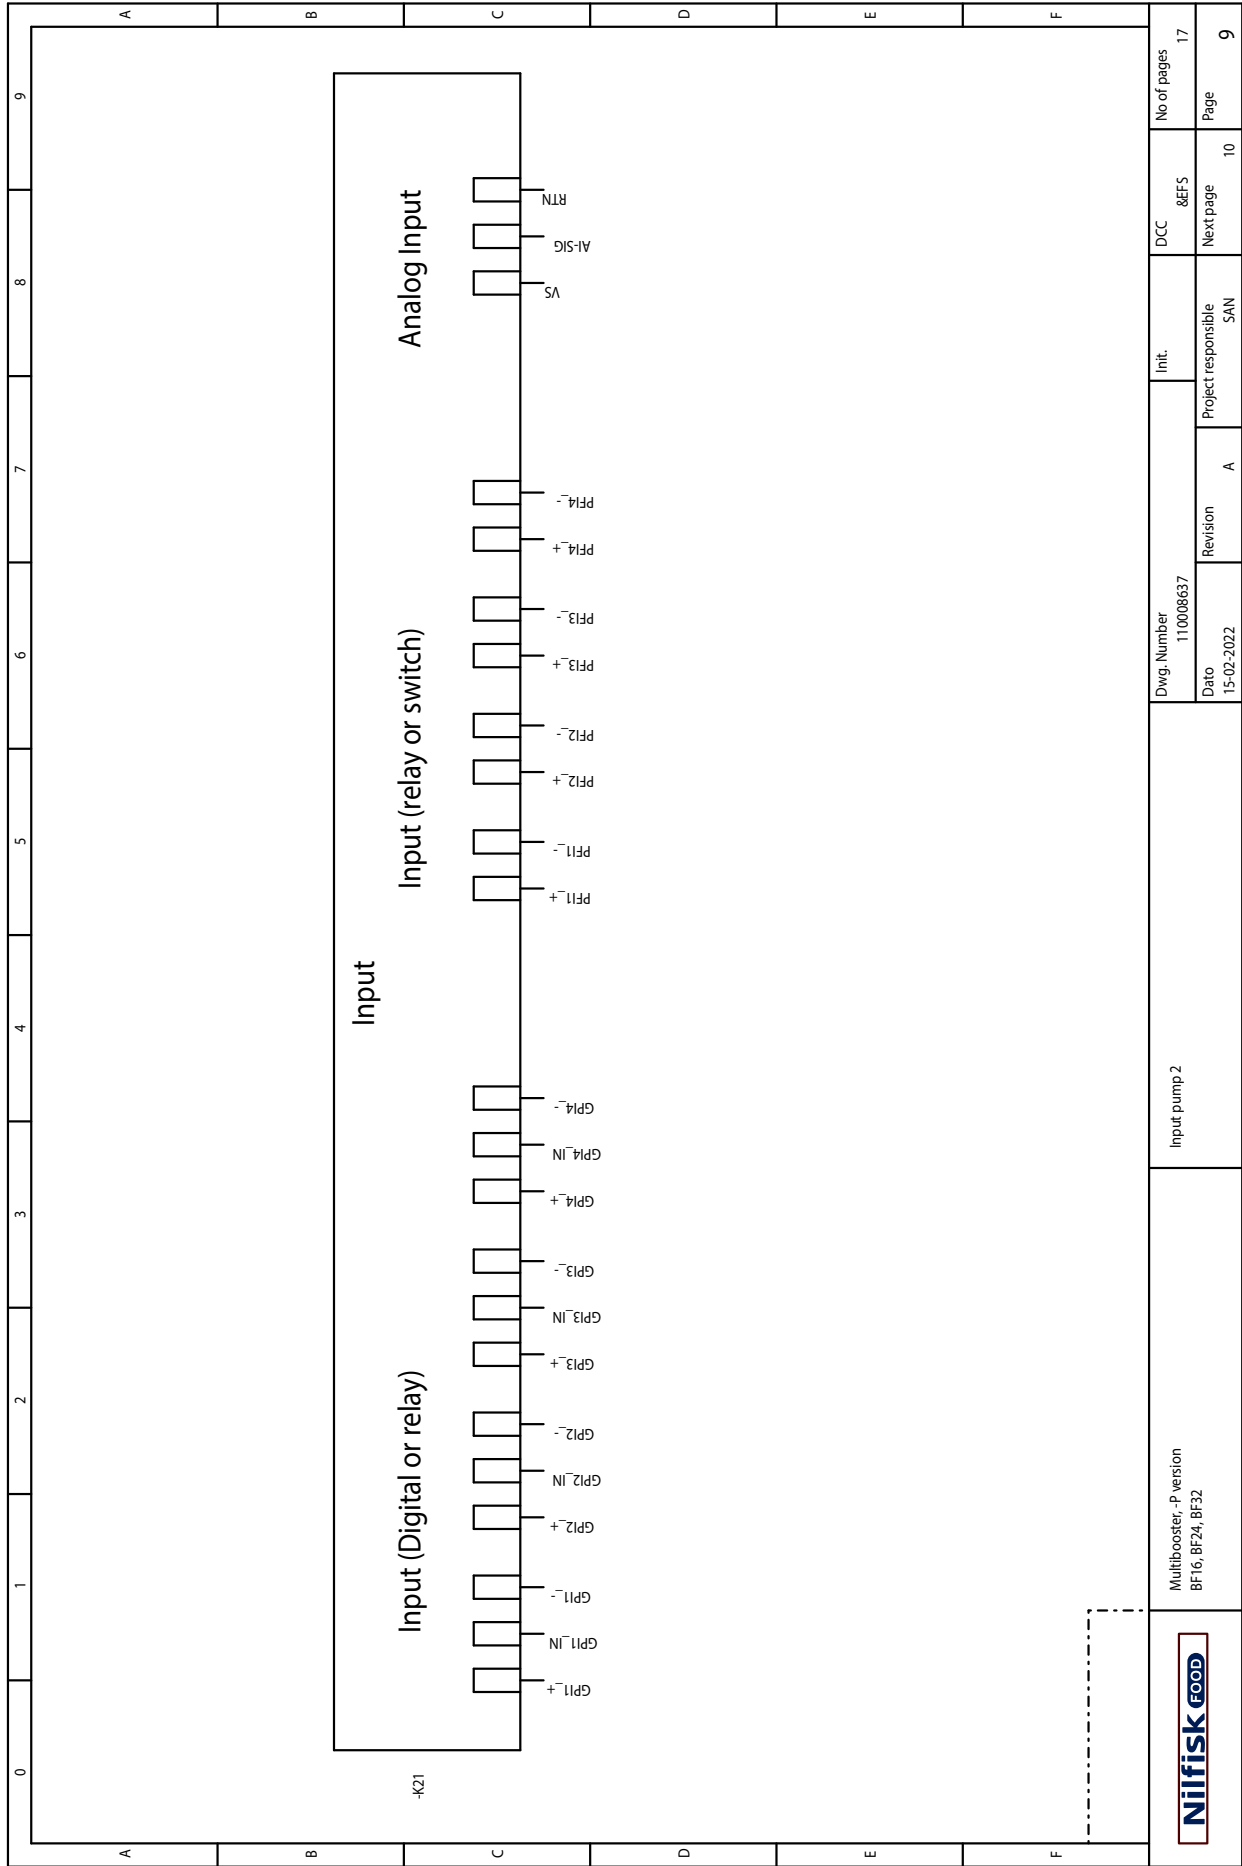 0 1 2 3 4 5 6 7 8 9
A A
B B
C C
D D
E E
F F
-K21
Input
Input (Digital or relay)
Input (relay or switch)
Analog Input
GPI1_+
GPI1_IN
GPI1_-
GPI2_+
GPI2_IN
GPI2_-
GPI3_+
GPI3_IN
GPI3_-
GPI4_+
GPI4_IN
GPI4_-
PFI1_+
PFI1_-
PFI2_+
PFI2_-
PFI3_+
PFI3_-
PFI4_+
PFI4_-
VS
AI-SIG
RTN
Nilfisk FOOD
Multibooster, -P version
BF16, BF24, BF32
Input pump 2
Dwg. Number
110008637
Init.
DCC
&EFS
No of pages
17
Dato
15-02-2022
Revision
A
Project responsible
SAN
Next page
10
Page
9